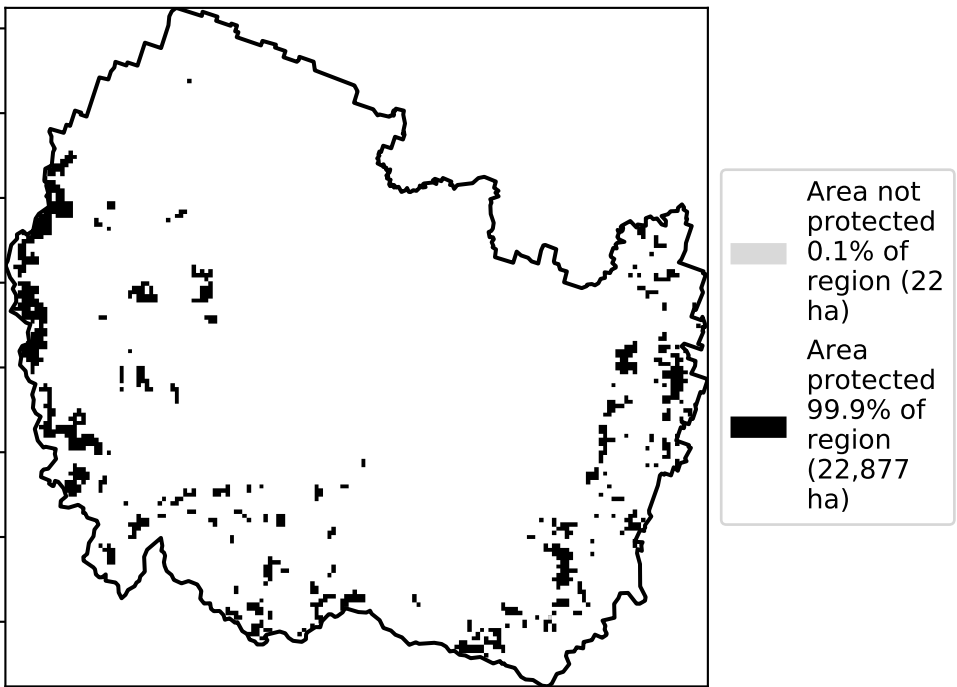 Area not
protected
0.1% of
region (22
ha)
Area
protected
99.9% of
region
(22,877
ha)